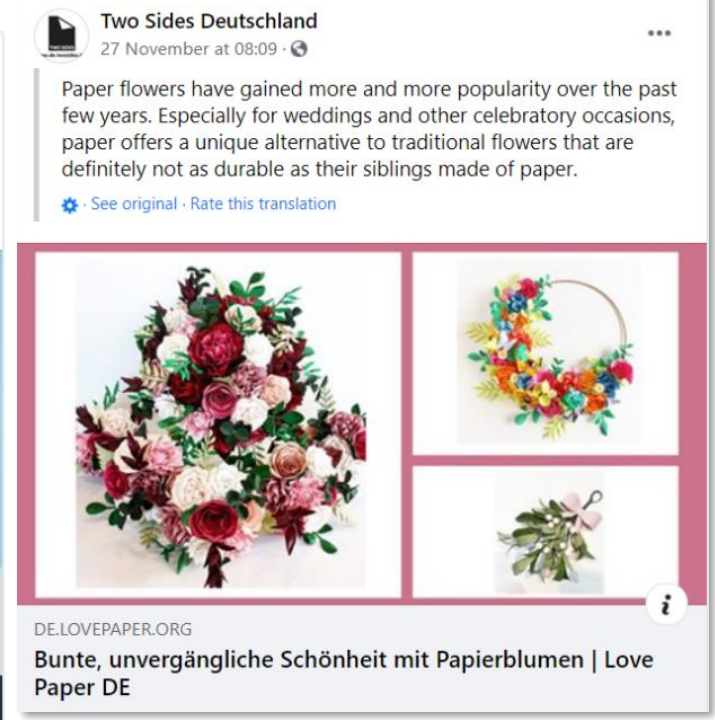 Two Sides Deutschland
27 November at 08:09 ·
Paper flowers have gained more and more popularity over the past
few years. Especially for weddings and other celebratory occasions,
paper offers a unique alternative to traditional flowers that are
definitely not as durable as their siblings made of paper.
· See original · Rate this translation
DE.LOVEPAPER.ORG
Bunte, unvergängliche Schönheit mit Papierblumen | Love
Paper DE